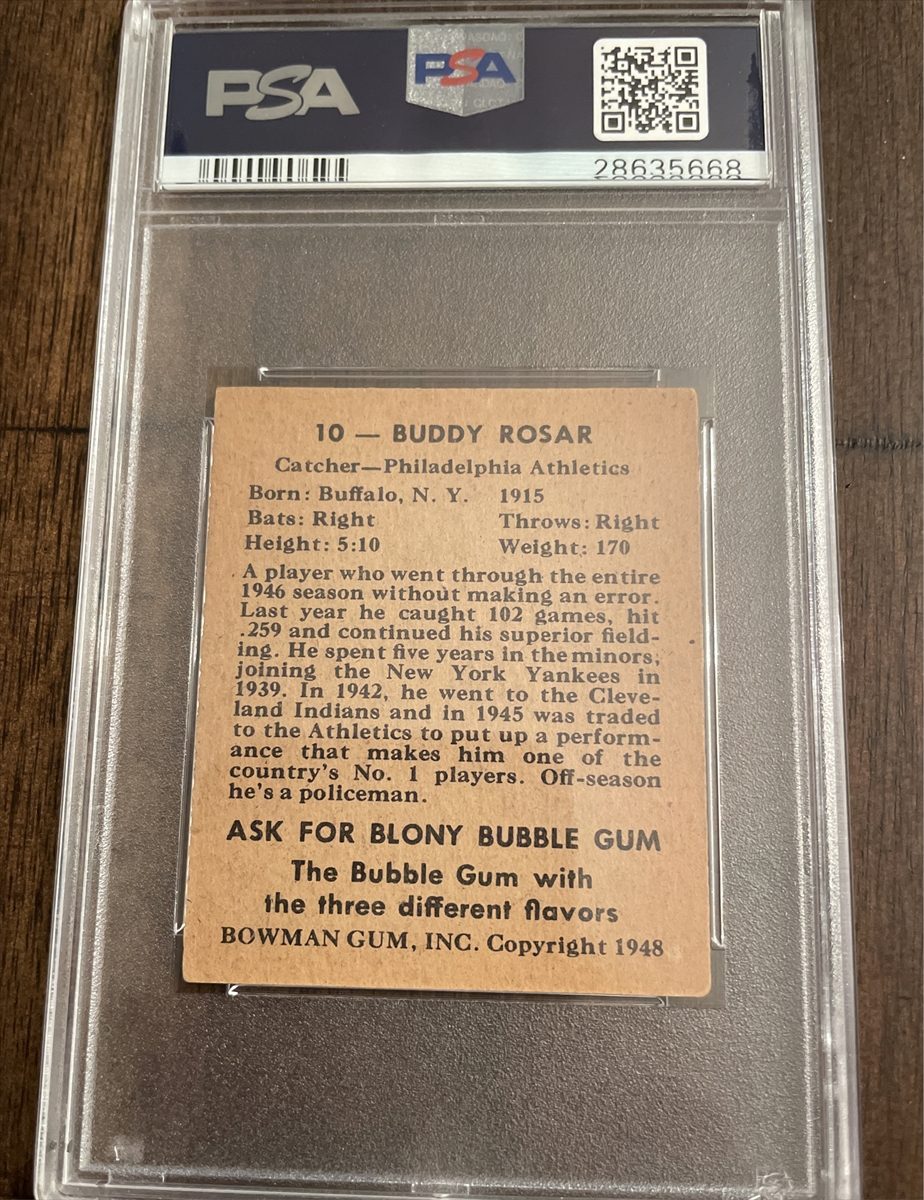 PSA
PSA
28635668
10 — BUDDY ROSAR
Catcher—Philadelphia Athletics
Born: Buffalo, N. Y. 1915
Bats: Right Throws: Right
Height: 5:10 Weight: 170
A player who went through the entire
1946 season without making an error.
Last year he caught 102 games, hit
.259 and continued his superior field-
ing. He spent five years in the minors,
joining the New York Yankees in
1939. In 1942, he went to the Cleve-
land Indians and in 1945 was traded
to the Athletics to put up a perform-
ance that makes him one of the
country's No. 1 players. Off-season
he's a policeman.
ASK FOR BLONY BUBBLE GUM
The Bubble Gum with
the three different flavors
BOWMAN GUM, INC. Copyright 1948